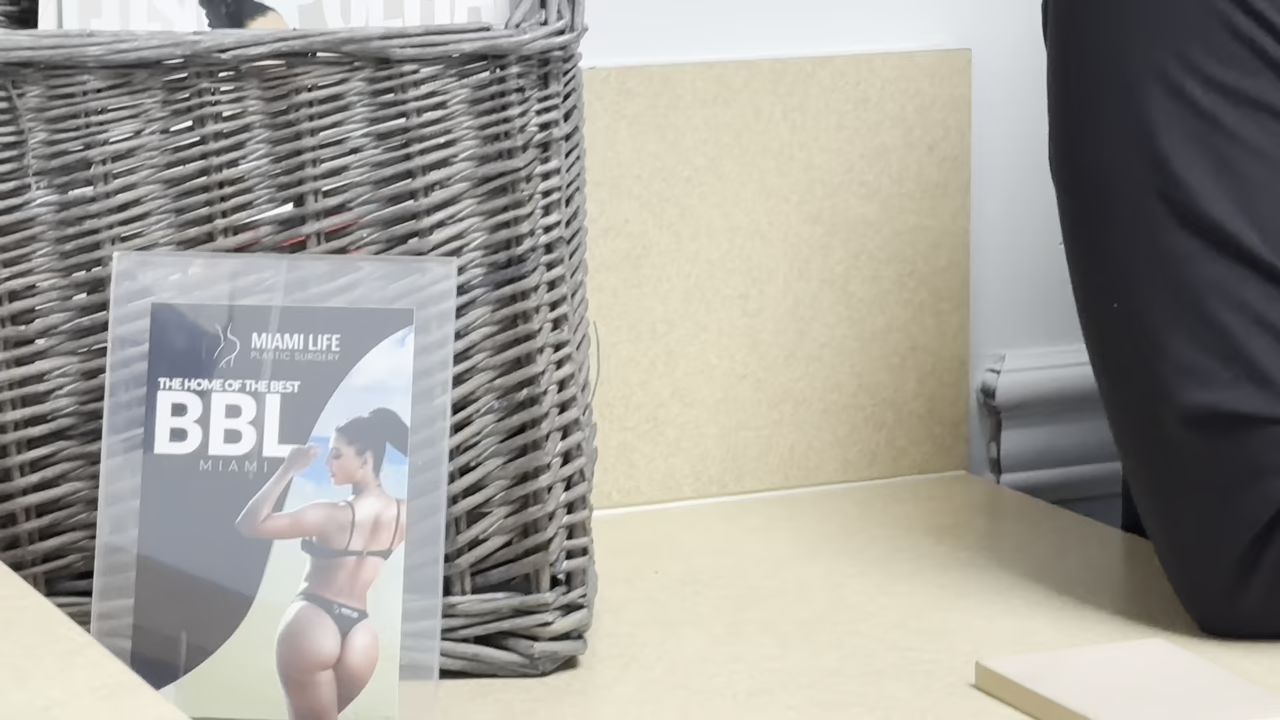 MIAMI LIFE
PLASTIC SURGERY
THE HOME OF THE BEST
BBL
MIAMI